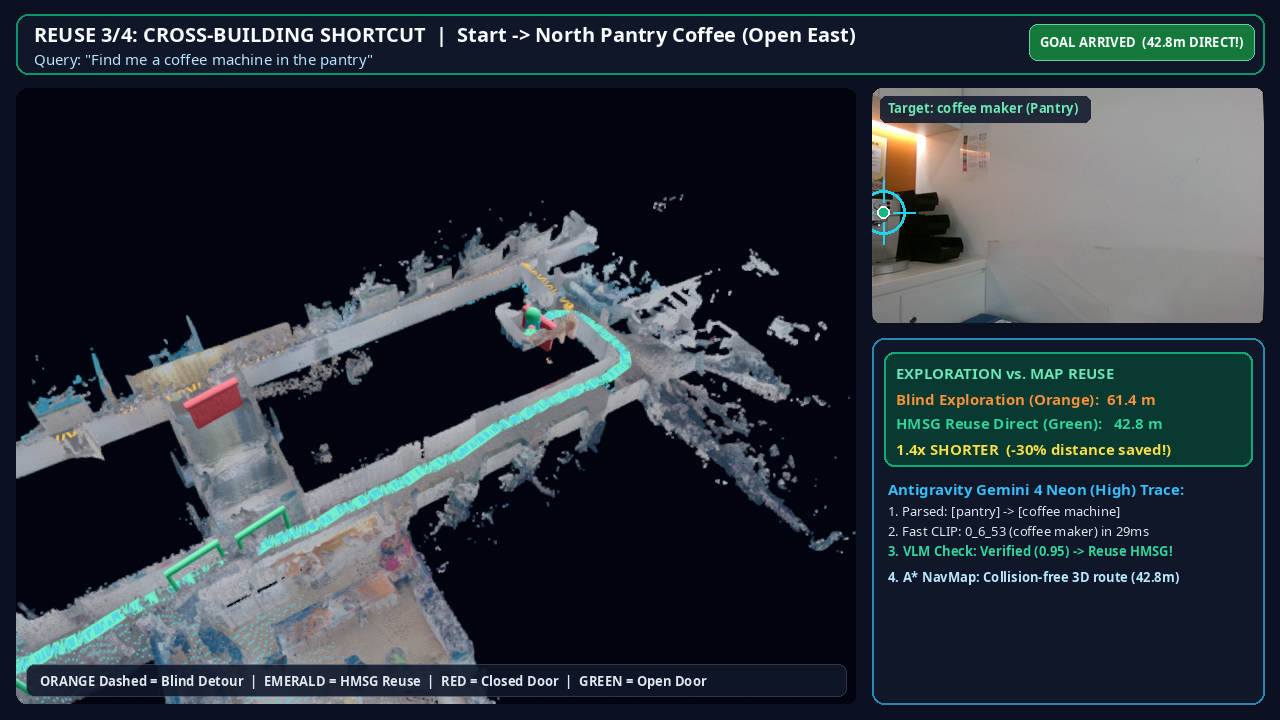 REUSE 3/4: CROSS-BUILDING SHORTCUT | Start -> North Pantry Coffee (Open East)
Query: "Find me a coffee machine in the pantry"
GOAL ARRIVED (42.8m DIRECT!)
Target: coffee maker (Pantry)
EXPLORATION vs. MAP REUSE
Blind Exploration (Orange): 61.4 m
HMSG Reuse Direct (Green): 42.8 m
1.4x SHORTER (-30% distance saved!)
Antigravity Gemini 4 Neon (High) Trace:
1. Parsed: [pantry] -> [coffee machine]
2. Fast CLIP: 0_6_53 (coffee maker) in 29ms
3. VLM Check: Verified (0.95) -> Reuse HMSG!
4. A* NavMap: Collision-free 3D route (42.8m)
ORANGE Dashed = Blind Detour | EMERALD = HMSG Reuse | RED = Closed Door | GREEN = Open Door